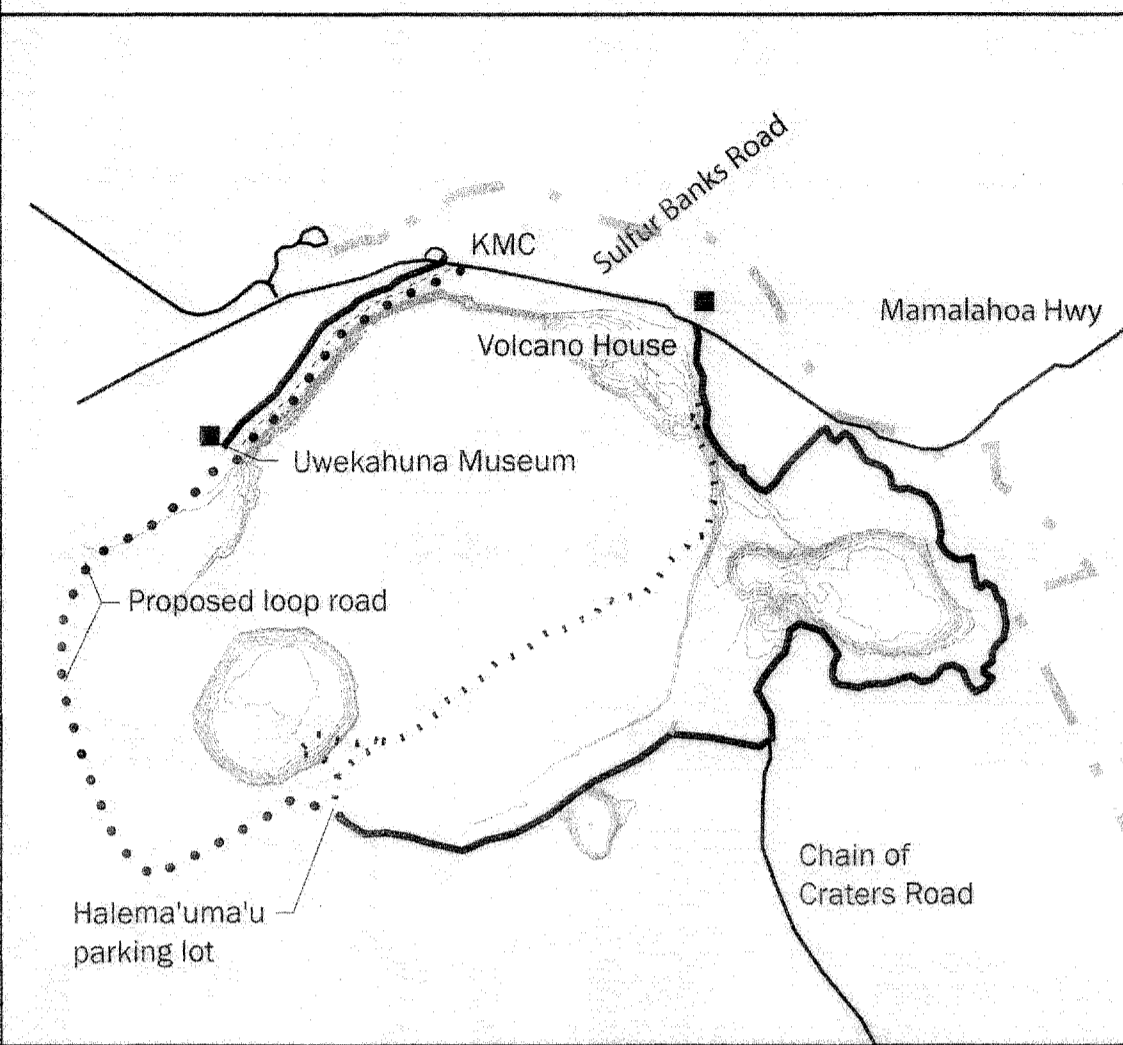 Sulfur Banks Road
KMC
Mamalahoa Hwy
Volcano House
Uwekahuna Museum
Proposed loop road
Chain of
Craters Road
Halema'uma'u
parking lot